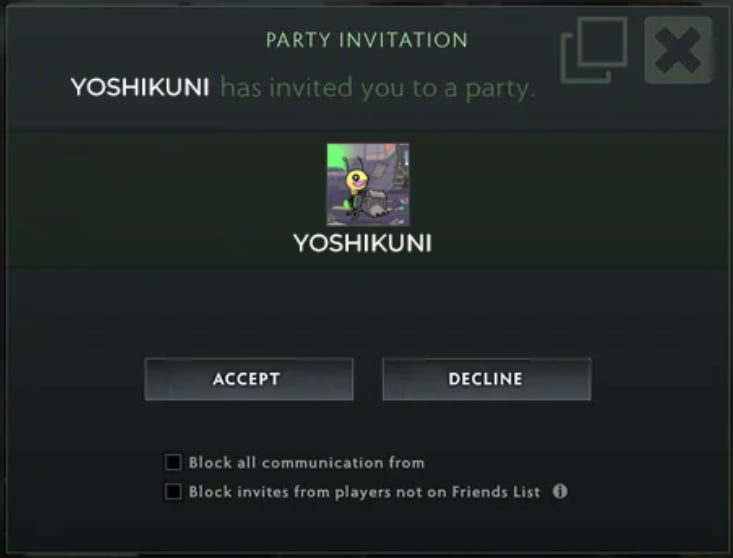 PARTY INVITATION
YOSHIKUNI has invited you to a party.
YOSHIKUNI
ACCEPT
DECLINE
Block all communication from
Block invites from players not on Friends List